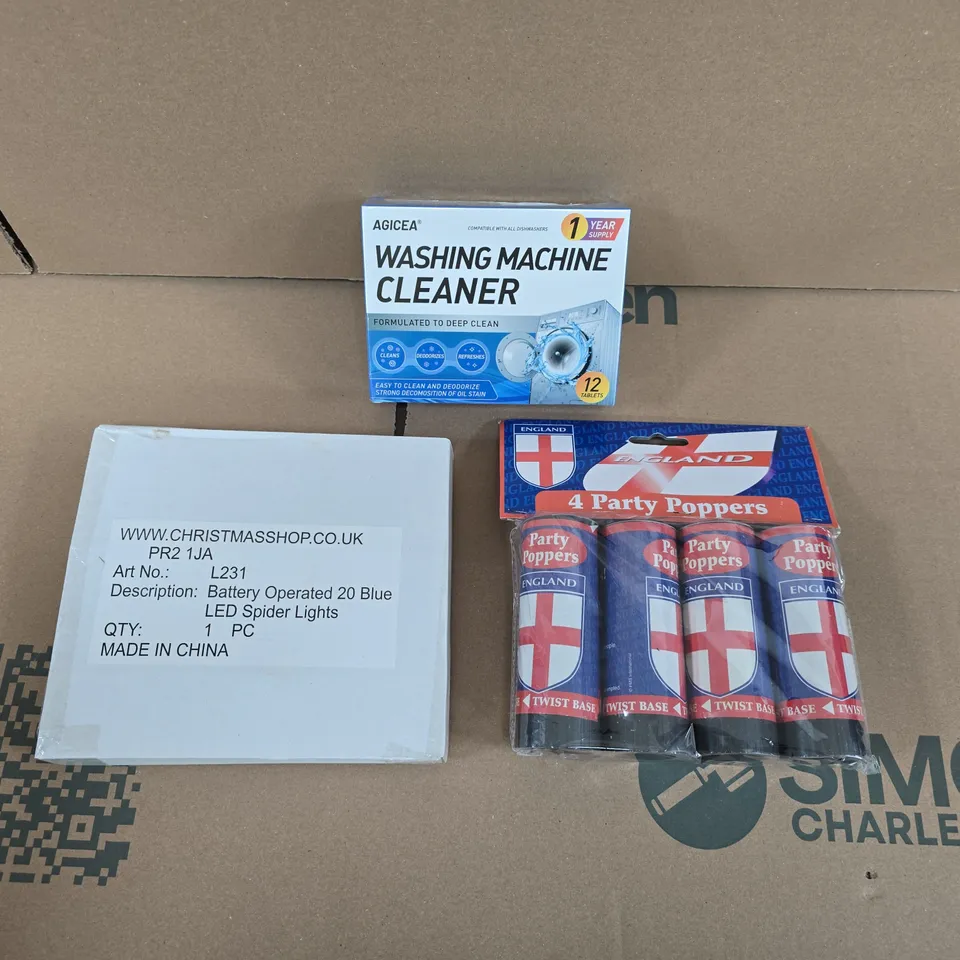 AGICEA®
COMPATIBLE WITH ALL DISHWASHERS
1 YEAR
SUPPLY
WASHING MACHINE
CLEANER
FORMULATED TO DEEP CLEAN
CLEANS
DEODORIZES
REFRESHES
EASY TO CLEAN AND DEODORIZE
STRONG DECOMOSITION OF OIL STAIN
12
TABLETS
en
WWW.CHRISTMASSHOP.CO.UK
PR2 1JA
Art No.: L231
Description: Battery Operated 20 Blue
LED Spider Lights
QTY: 1 PC
MADE IN CHINA
ENGLAND
ENGLAND
4 Party Poppers
Party
Poppers
ENGLAND
TWIST BASE
Party
Poppers
ENGLAND
TWIST BASE
Party
Poppers
ENGLAND
TWIST BASE
SIMO
CHARLE